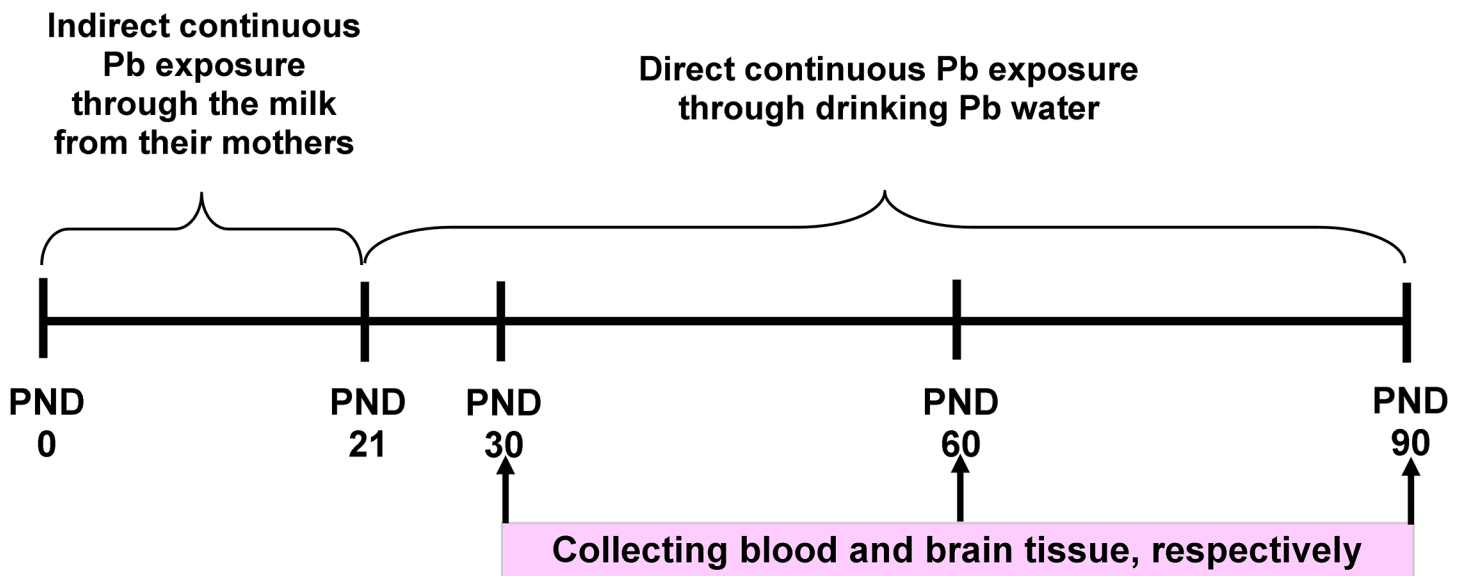 Indirect continuous
Pb exposure
through the milk
from their mothers
Direct continuous Pb exposure
through drinking Pb water
PND
0
PND
21
PND
30
PND
60
PND
90
Collecting blood and brain tissue, respectively